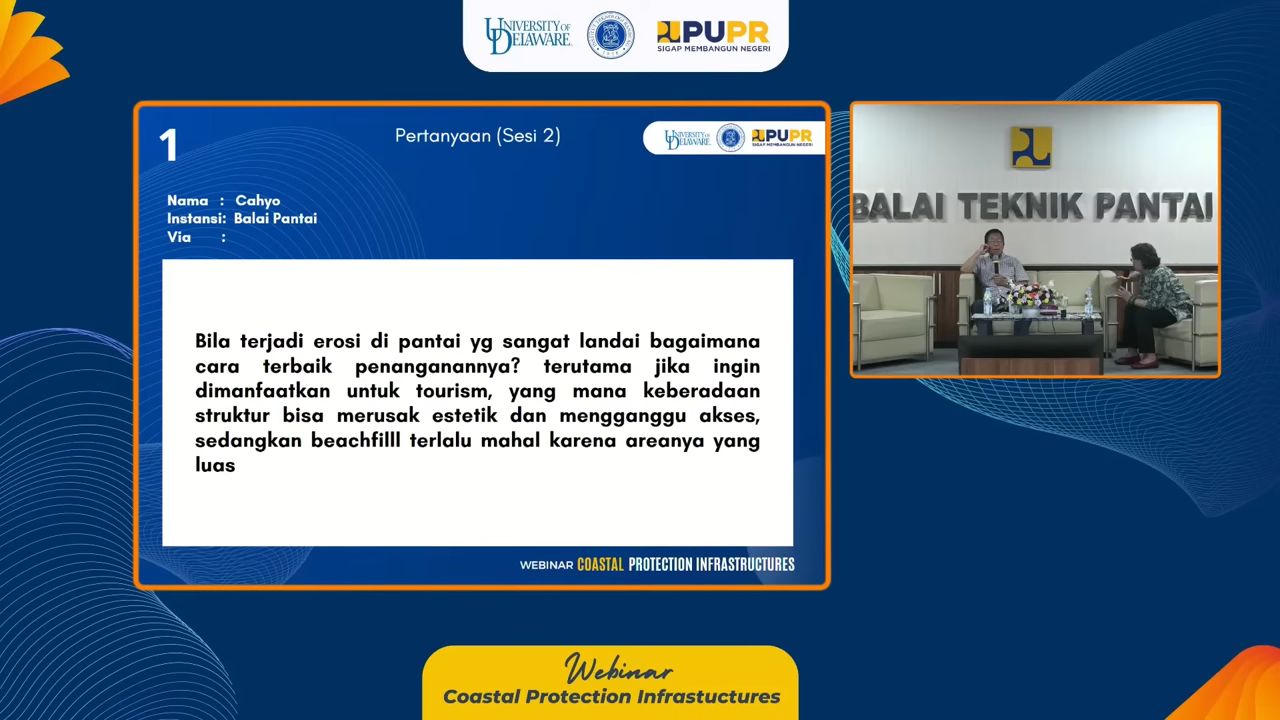 UNIVERSITY OF DELAWARE
PUPR
SIGAP MEMBANGUN NEGERI
1
Pertanyaan (Sesi 2)
UNIVERSITY OF DELAWARE
PUPR
SIGAP MEMBANGUN NEGERI
Nama : Cahyo
Instansi: Balai Pantai
Via :
Bila terjadi erosi di pantai yg sangat landai bagaimana
cara terbaik penanganannya? terutama jika ingin
dimanfaatkan untuk tourism, yang mana keberadaan
struktur bisa merusak estetik dan mengganggu akses,
sedangkan beachfilll terlalu mahal karena areanya yang
luas
WEBINAR COASTAL PROTECTION INFRASTRUCTURES
BALAI TEKNIK PANTAI
Webinar
Coastal Protection Infrastuctures